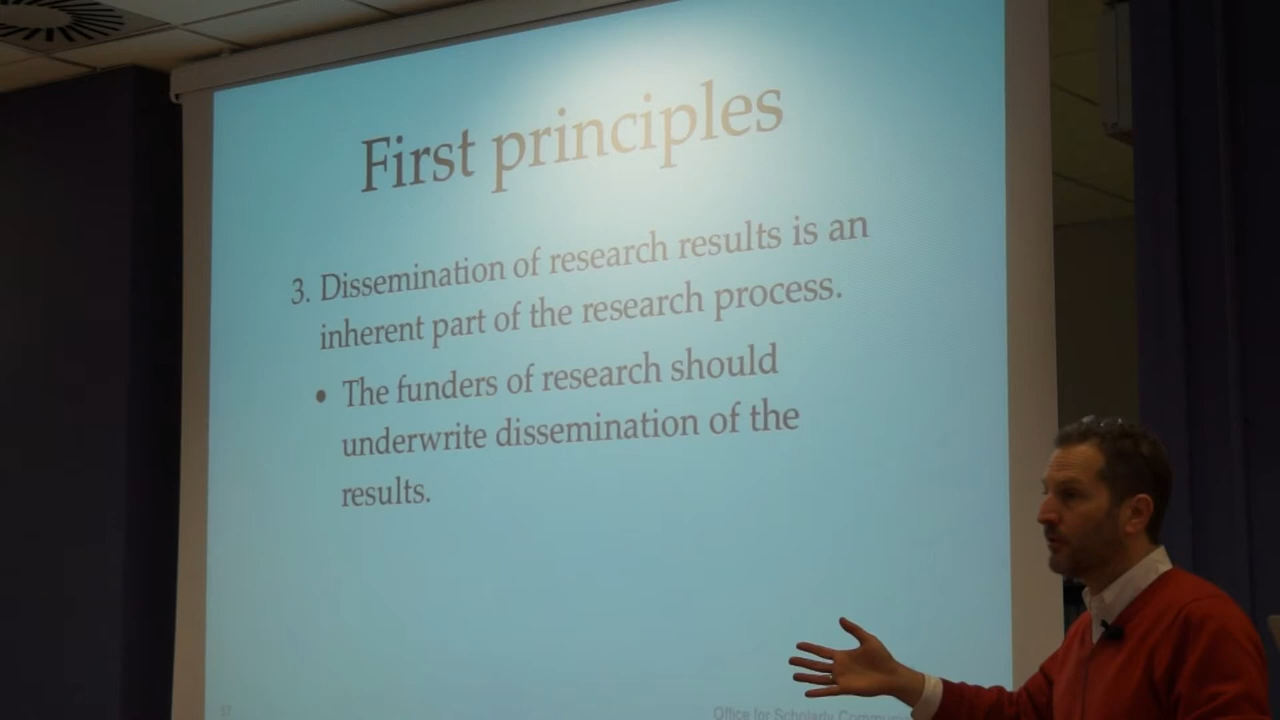 First principles
3. Dissemination of research results is an
inherent part of the research process.
• The funders of research should
underwrite dissemination of the
results.
Office for Scholarly